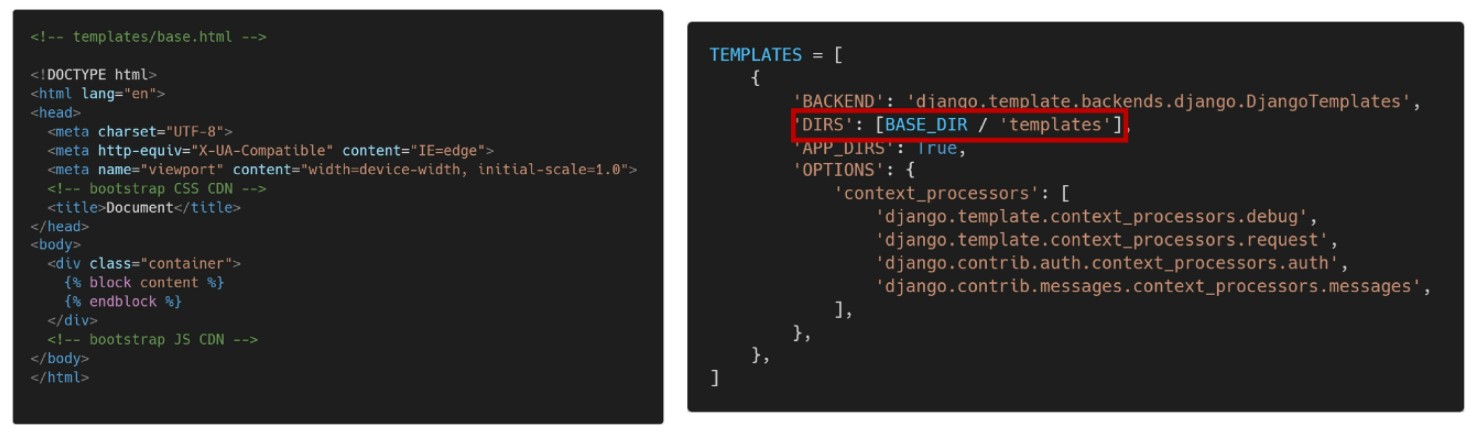 <!-- templates/base.html -->
<!DOCTYPE html>
<html lang="en">
<head>
  <meta charset="UTF-8">
  <meta http-equiv="X-UA-Compatible" content="IE=edge">
  <meta name="viewport" content="width=device-width, initial-scale=1.0">
  <!-- bootstrap CSS CDN -->
  <title>Document</title>
</head>
<body>
  <div class="container">
    {% block content %}
    {% endblock %}
  </div>
  <!-- bootstrap JS CDN -->
</body>
</html>
TEMPLATES = [
    {
        'BACKEND': 'django.template.backends.django.DjangoTemplates',
        'DIRS': [BASE_DIR / 'templates'],
        'APP_DIRS': True,
        'OPTIONS': {
            'context_processors': [
                'django.template.context_processors.debug',
                'django.template.context_processors.request',
                'django.contrib.auth.context_processors.auth',
                'django.contrib.messages.context_processors.messages',
            ],
        },
    },
]